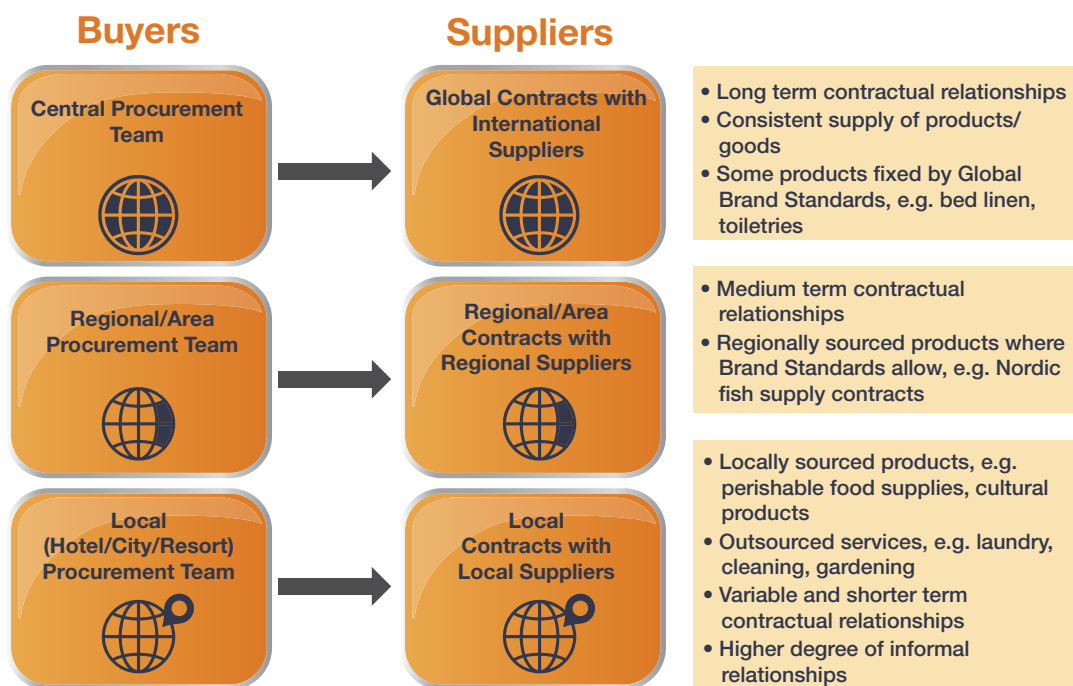 Buyers
Suppliers
Central Procurement
Team
Global Contracts with
International
Suppliers
• Long term contractual relationships
• Consistent supply of products/
goods
• Some products fixed by Global
Brand Standards, e.g. bed linen,
toiletries
Regional/Area
Procurement Team
Regional/Area
Contracts with
Regional Suppliers
• Medium term contractual
relationships
• Regionally sourced products where
Brand Standards allow, e.g. Nordic
fish supply contracts
Local
(Hotel/City/Resort)
Procurement Team
Local
Contracts with
Local Suppliers
• Locally sourced products, e.g.
perishable food supplies, cultural
products
• Outsourced services, e.g. laundry,
cleaning, gardening
• Variable and shorter term
contractual relationships
• Higher degree of informal
relationships